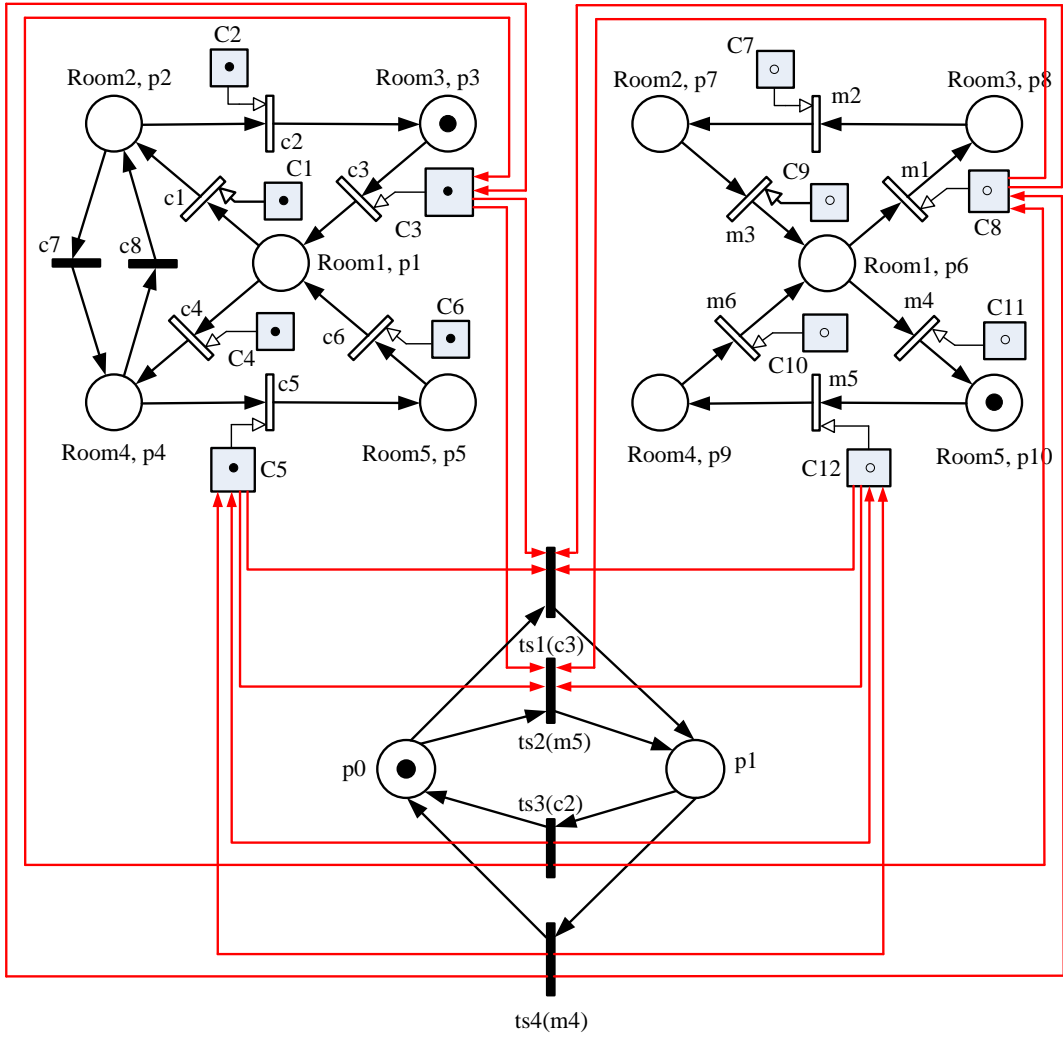 C2
C7
Room2, p2
Room3, p3
Room2, p7
Room3, p8
m2
c2
C1
c3
C9
m1
c1
C3
C8
m3
c7
c8
Room1, p1
Room1, p6
m6
m4
c4
C4
c6
C6
C10
C11
c5
m5
Room4, p4
C5
Room5, p5
Room4, p9
C12
Room5, p10
ts1(c3)
ts2(m5)
p0
p1
ts3(c2)
ts4(m4)